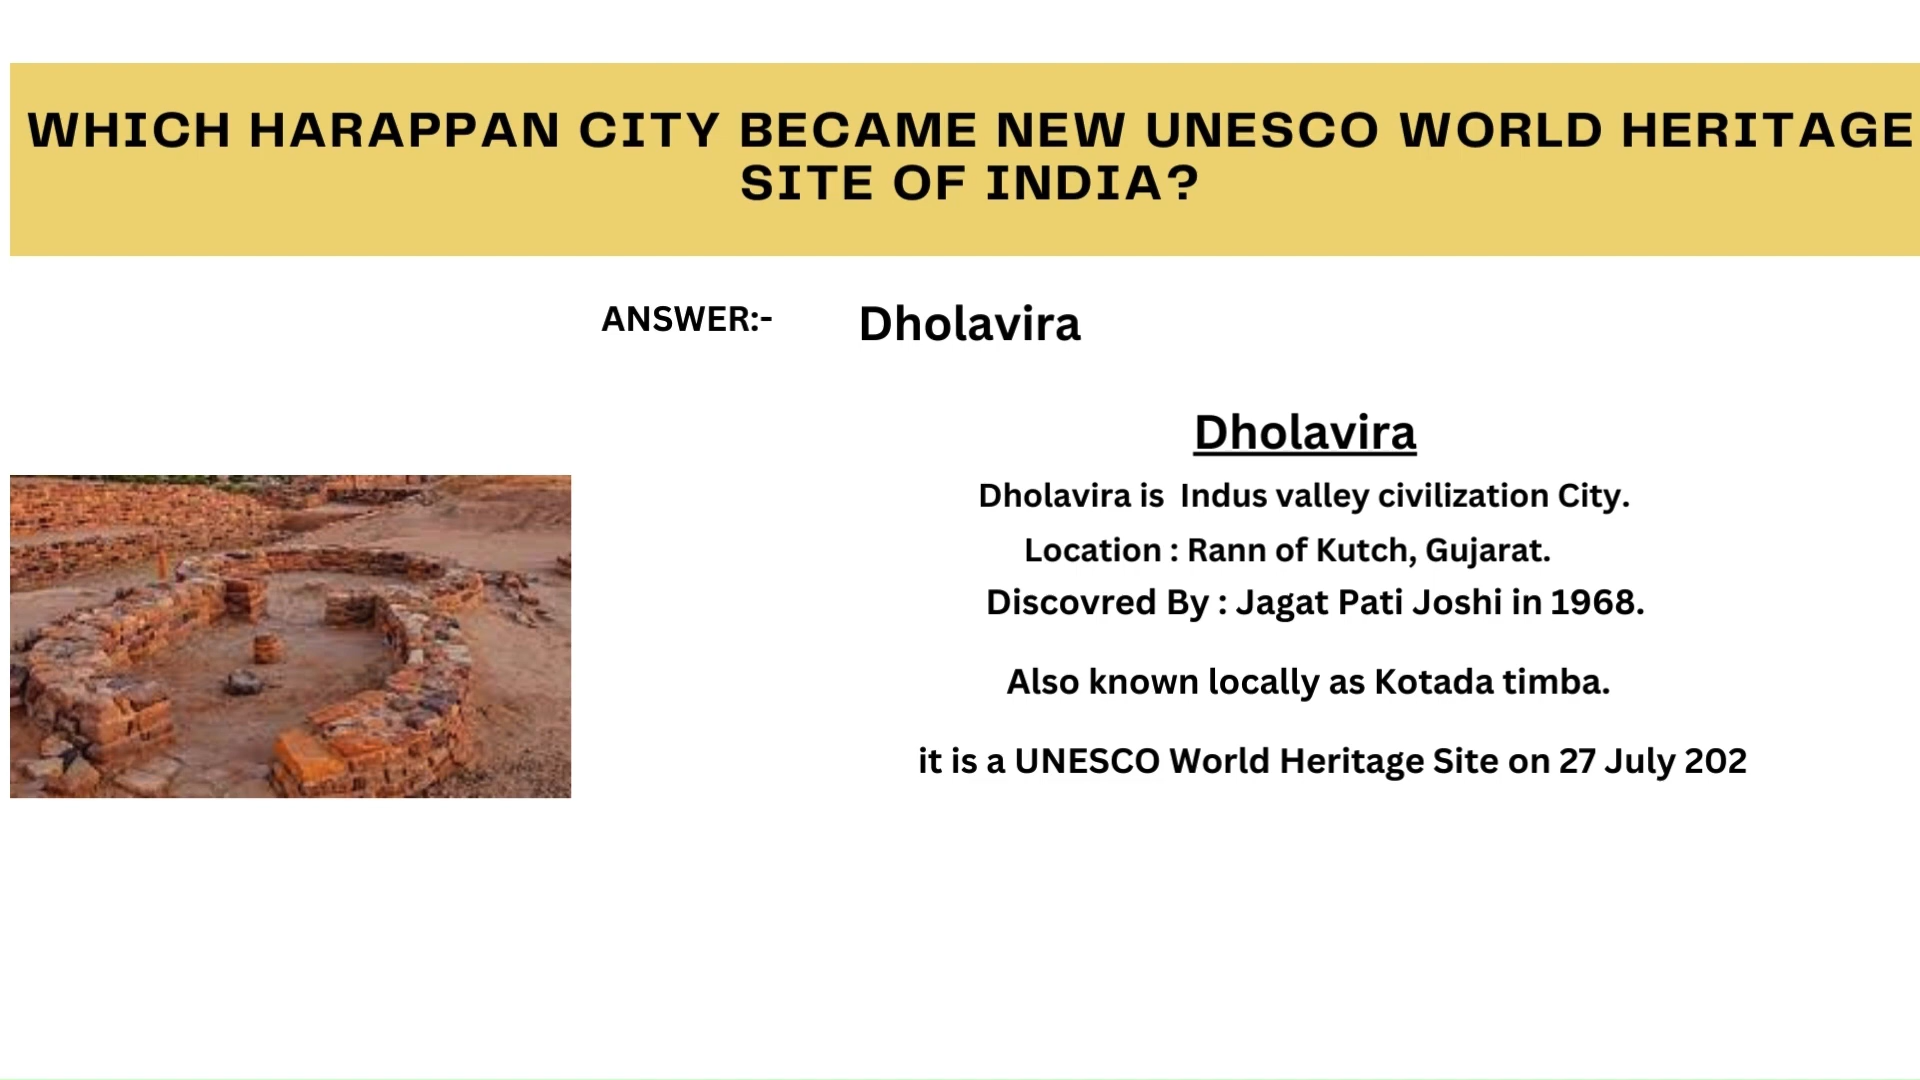 WHICH HARAPPAN CITY BECAME NEW UNESCO WORLD HERITAGE
SITE OF INDIA?
ANSWER:- Dholavira
Dholavira
Dholavira is Indus valley civilization City.
Location : Rann of Kutch, Gujarat.
Discovred By : Jagat Pati Joshi in 1968.
Also known locally as Kotada timba.
it is a UNESCO World Heritage Site on 27 July 202